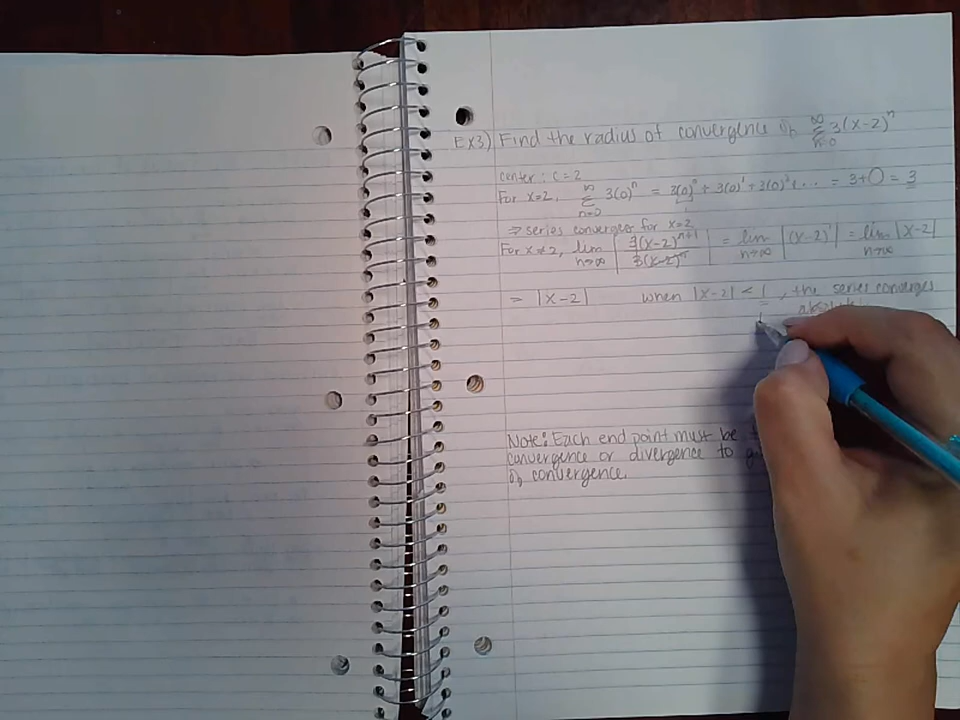 Ex3) Find the radius of convergence of ∞ Σ n=0 3(x-2)^n
center: c=2
For x=2, ∞ Σ n=0 3(0)^n = 3(0)^0 + 3(0)^1 + 3(0)^2 + ... = 3+0 = 3
⇒ series converges for x=2
For x≠2, lim n→∞ | 3(x-2)^{n+1} / 3(x-2)^n | = lim n→∞ |(x-2)^1| = lim n→∞ |x-2|
= |x-2| when |x-2| < 1, the series converges
Note: Each end point must be
convergence or divergence to
of convergence.